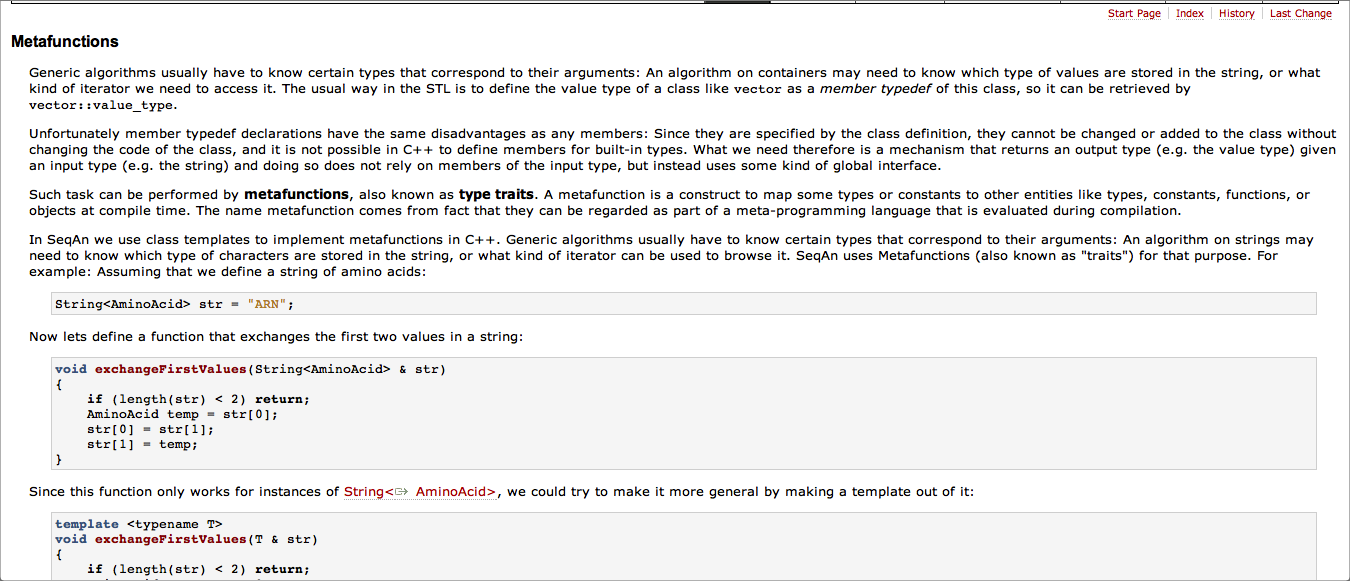 Start Page Index History Last Change
Metafunctions
Generic algorithms usually have to know certain types that correspond to their arguments: An algorithm on containers may need to know which type of values are stored in the string, or what
kind of iterator we need to access it. The usual way in the STL is to define the value type of a class like vector as a member typedef of this class, so it can be retrieved by
vector::value_type.
Unfortunately member typedef declarations have the same disadvantages as any members: Since they are specified by the class definition, they cannot be changed or added to the class without
changing the code of the class, and it is not possible in C++ to define members for built-in types. What we need therefore is a mechanism that returns an output type (e.g. the value type) given
an input type (e.g. the string) and doing so does not rely on members of the input type, but instead uses some kind of global interface.
Such task can be performed by metafunctions, also known as type traits. A metafunction is a construct to map some types or constants to other entities like types, constants, functions, or
objects at compile time. The name metafunction comes from fact that they can be regarded as part of a meta-programming language that is evaluated during compilation.
In SeqAn we use class templates to implement metafunctions in C++. Generic algorithms usually have to know certain types that correspond to their arguments: An algorithm on strings may
need to know which type of characters are stored in the string, or what kind of iterator can be used to browse it. SeqAn uses Metafunctions (also known as "traits") for that purpose. For
example: Assuming that we define a string of amino acids:
String<AminoAcid> str = "ARN";
Now lets define a function that exchanges the first two values in a string:
void exchangeFirstValues(String<AminoAcid> & str)
{
    if (length(str) < 2) return;
    AminoAcid temp = str[0];
    str[0] = str[1];
    str[1] = temp;
}
Since this function only works for instances of String< AminoAcid>, we could try to make it more general by making a template out of it:
template <typename T>
void exchangeFirstValues(T & str)
{
    if (length(str) < 2) return;